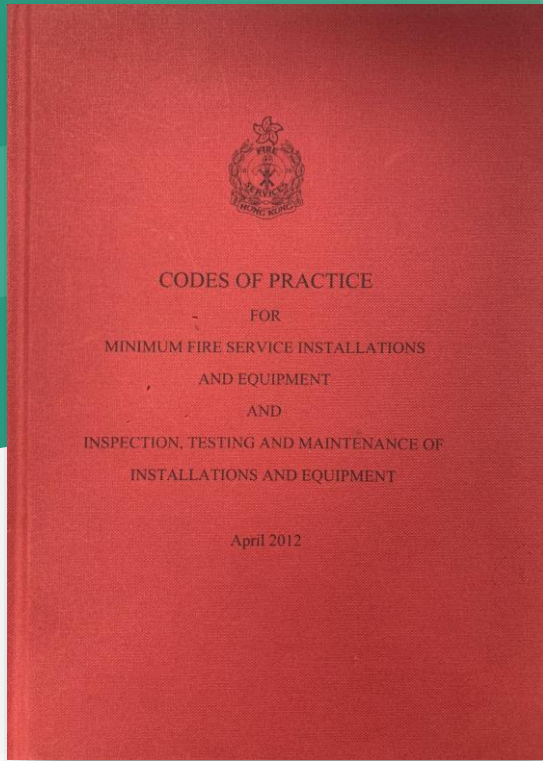 FIRE
SERVICES
HONG KONG
CODES OF PRACTICE
FOR
MINIMUM FIRE SERVICE INSTALLATIONS
AND EQUIPMENT
AND
INSPECTION, TESTING AND MAINTENANCE OF
INSTALLATIONS AND EQUIPMENT
April 2012